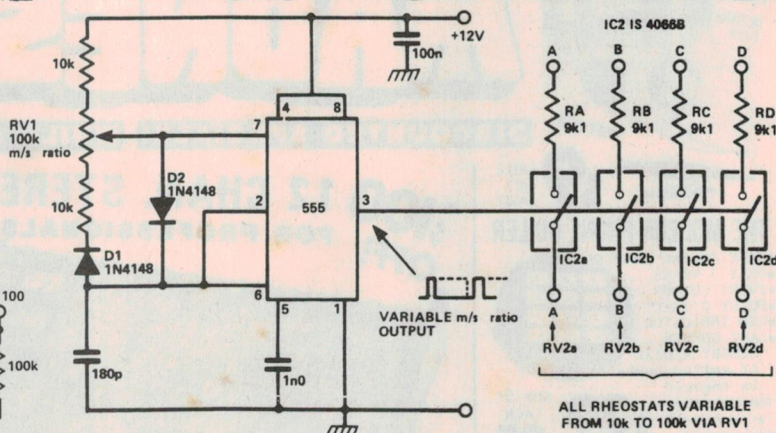 IC2 IS 4066B
+12V
100n
10k
RV1
100k
m/s ratio
10k
D2
1N4148
D1
1N4148
180p
100
100k
4 8
7
2
555
3
6
5 1
1n0
VARIABLE m/s ratio
OUTPUT
A B C D
RA
9k1
RB
9k1
RC
9k1
RD
9k1
IC2a IC2b IC2c IC2d
A B C D
RV2a RV2b RV2c RV2d
ALL RHEOSTATS VARIABLE
FROM 10k TO 100k VIA RV1